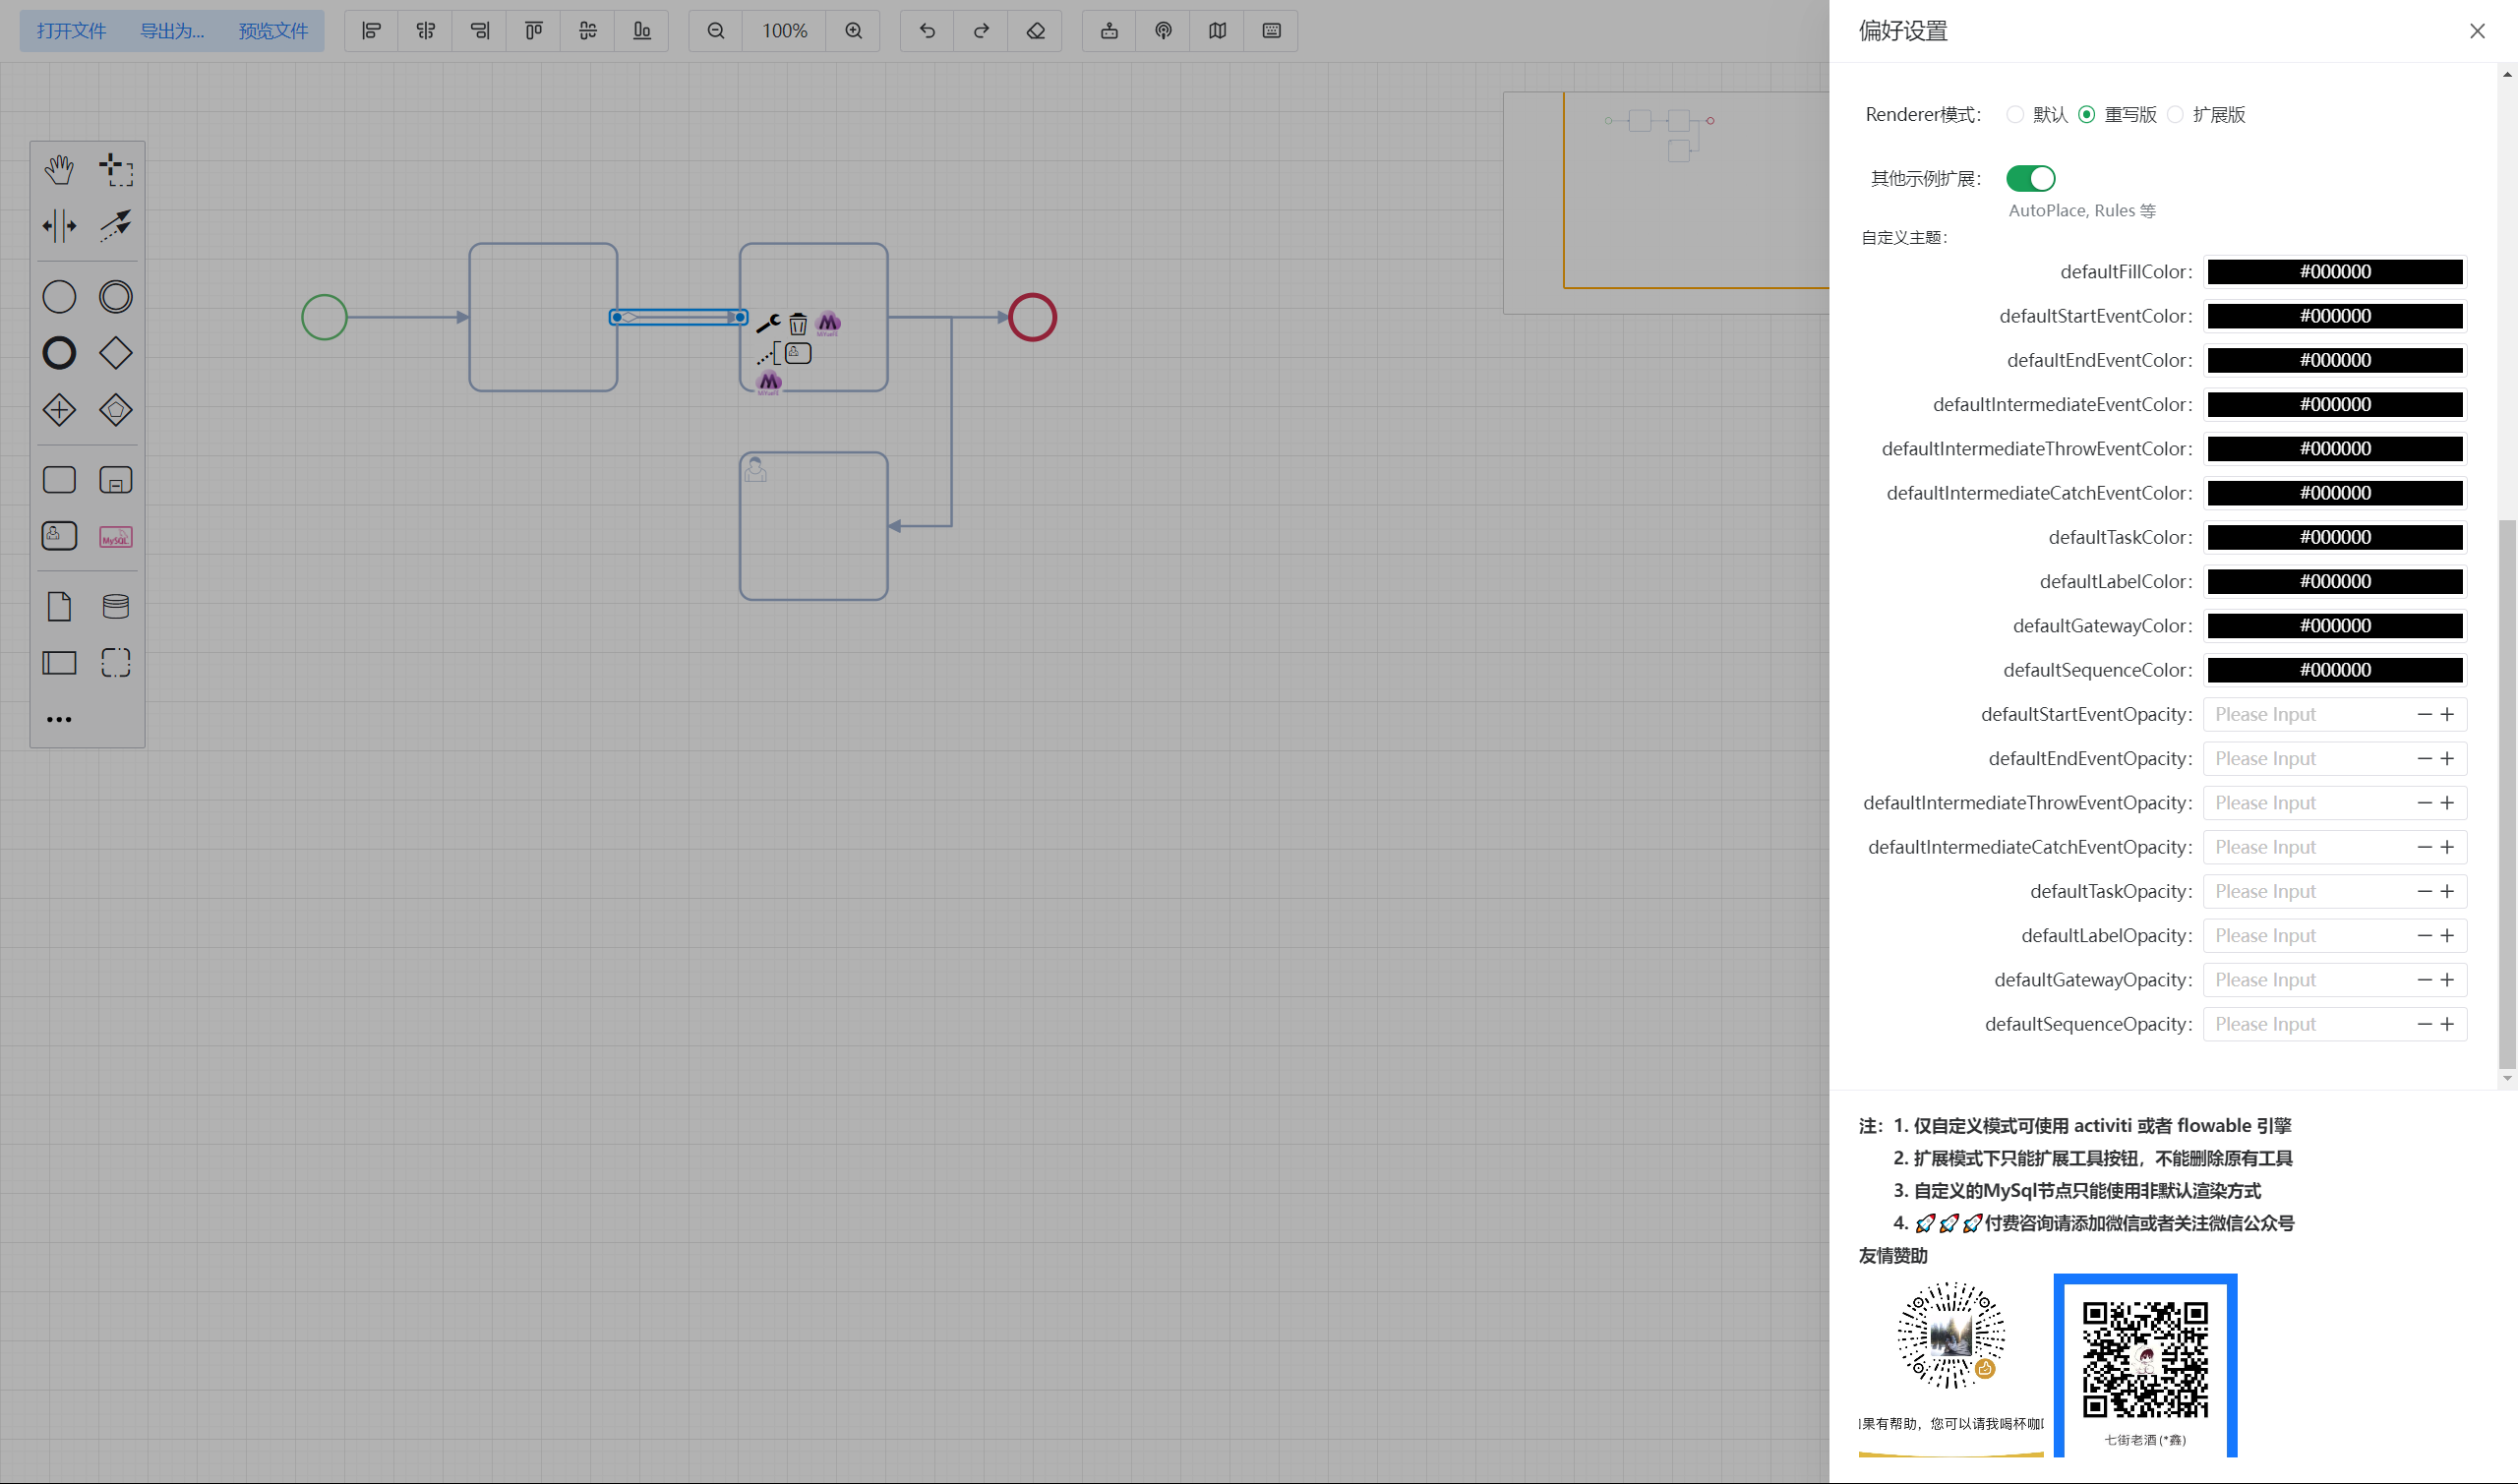 打开文件 导出为... 预览文件 100%
偏好设置
Renderer模式： 默认 重写版 扩展版
其他示例扩展：
AutoPlace, Rules 等
自定义主题：
defaultFillColor： #000000
defaultStartEventColor： #000000
defaultEndEventColor： #000000
defaultIntermediateEventColor： #000000
defaultIntermediateThrowEventColor： #000000
defaultIntermediateCatchEventColor： #000000
defaultTaskColor： #000000
defaultLabelColor： #000000
defaultGatewayColor： #000000
defaultSequenceColor： #000000
defaultStartEventOpacity： Please Input
defaultEndEventOpacity： Please Input
defaultIntermediateThrowEventOpacity： Please Input
defaultIntermediateCatchEventOpacity： Please Input
defaultTaskOpacity： Please Input
defaultLabelOpacity： Please Input
defaultGatewayOpacity： Please Input
defaultSequenceOpacity： Please Input
MySQL
注：1. 仅自定义模式可使用 activiti 或者 flowable 引擎
2. 扩展模式下只能扩展工具按钮，不能删除原有工具
3. 自定义的MySql节点只能使用非默认渲染方式
4. 🚀🚀🚀付费咨询请添加微信或者关注微信公众号
友情赞助
果有帮助，您可以请我喝杯咖
七街老酒(*鑫)